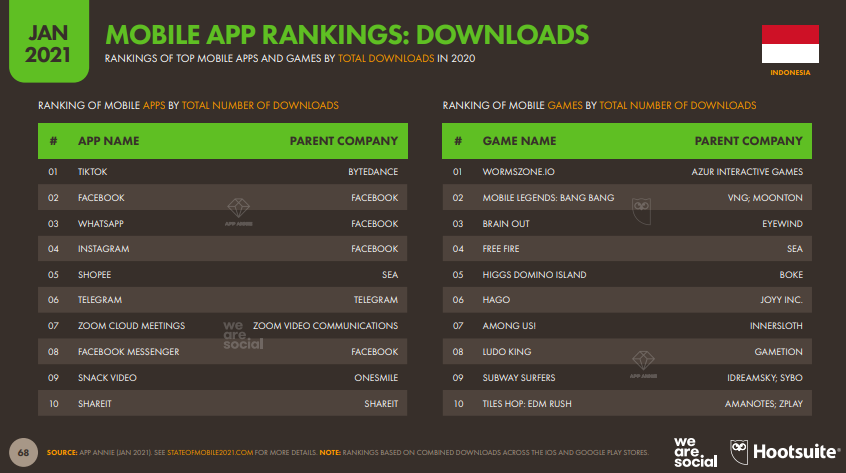 JAN
2021
MOBILE APP RANKINGS: DOWNLOADS
RANKINGS OF TOP MOBILE APPS AND GAMES BY TOTAL DOWNLOADS IN 2020
INDONESIA
RANKING OF MOBILE APPS BY TOTAL NUMBER OF DOWNLOADS
# APP NAME PARENT COMPANY
01 TIKTOK BYTEDANCE
02 FACEBOOK FACEBOOK
03 WHATSAPP FACEBOOK
04 INSTAGRAM FACEBOOK
05 SHOPEE SEA
06 TELEGRAM TELEGRAM
07 ZOOM CLOUD MEETINGS ZOOM VIDEO COMMUNICATIONS
08 FACEBOOK MESSENGER FACEBOOK
09 SNACK VIDEO ONESMILE
10 SHAREIT SHAREIT
APP ANNIE
we
are
social
RANKING OF MOBILE GAMES BY TOTAL NUMBER OF DOWNLOADS
# GAME NAME PARENT COMPANY
01 WORMSZONE.IO AZUR INTERACTIVE GAMES
02 MOBILE LEGENDS: BANG BANG VNG; MOONTON
03 BRAIN OUT EYEWIND
04 FREE FIRE SEA
05 HIGGS DOMINO ISLAND BOKE
06 HAGO JOYY INC.
07 AMONG US! INNERSLOTH
08 LUDO KING GAMETION
09 SUBWAY SURFERS IDREAMSKY; SYBO
10 TILES HOP: EDM RUSH AMANOTES; ZPLAY
APP ANNIE
68
SOURCE: APP ANNIE (JAN 2021). SEE STATEOFMOBILE2021.COM FOR MORE DETAILS. NOTE: RANKINGS BASED ON COMBINED DOWNLOADS ACROSS THE IOS AND GOOGLE PLAY STORES.
we
are
social
Hootsuite®